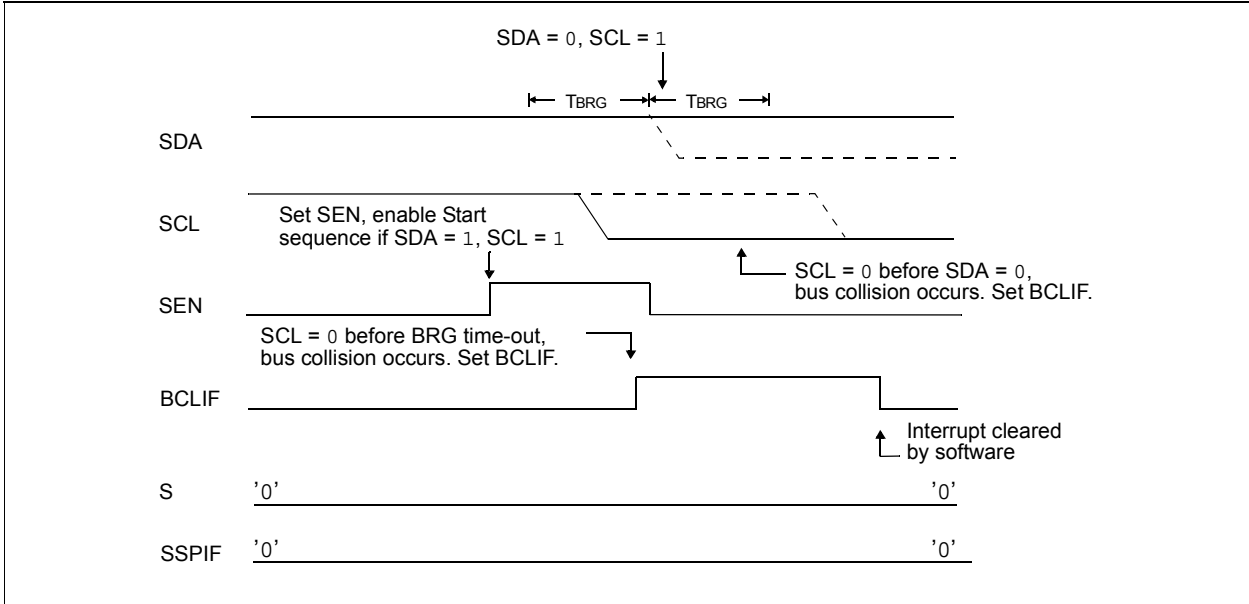 SDA = 0, SCL = 1
TBRG TBRG
SDA
SCL
Set SEN, enable Start
sequence if SDA = 1, SCL = 1
SCL = 0 before SDA = 0,
bus collision occurs. Set BCLIF.
SEN
SCL = 0 before BRG time-out,
bus collision occurs. Set BCLIF.
BCLIF
Interrupt cleared
by software
S '0' '0'
SSPIF '0' '0'